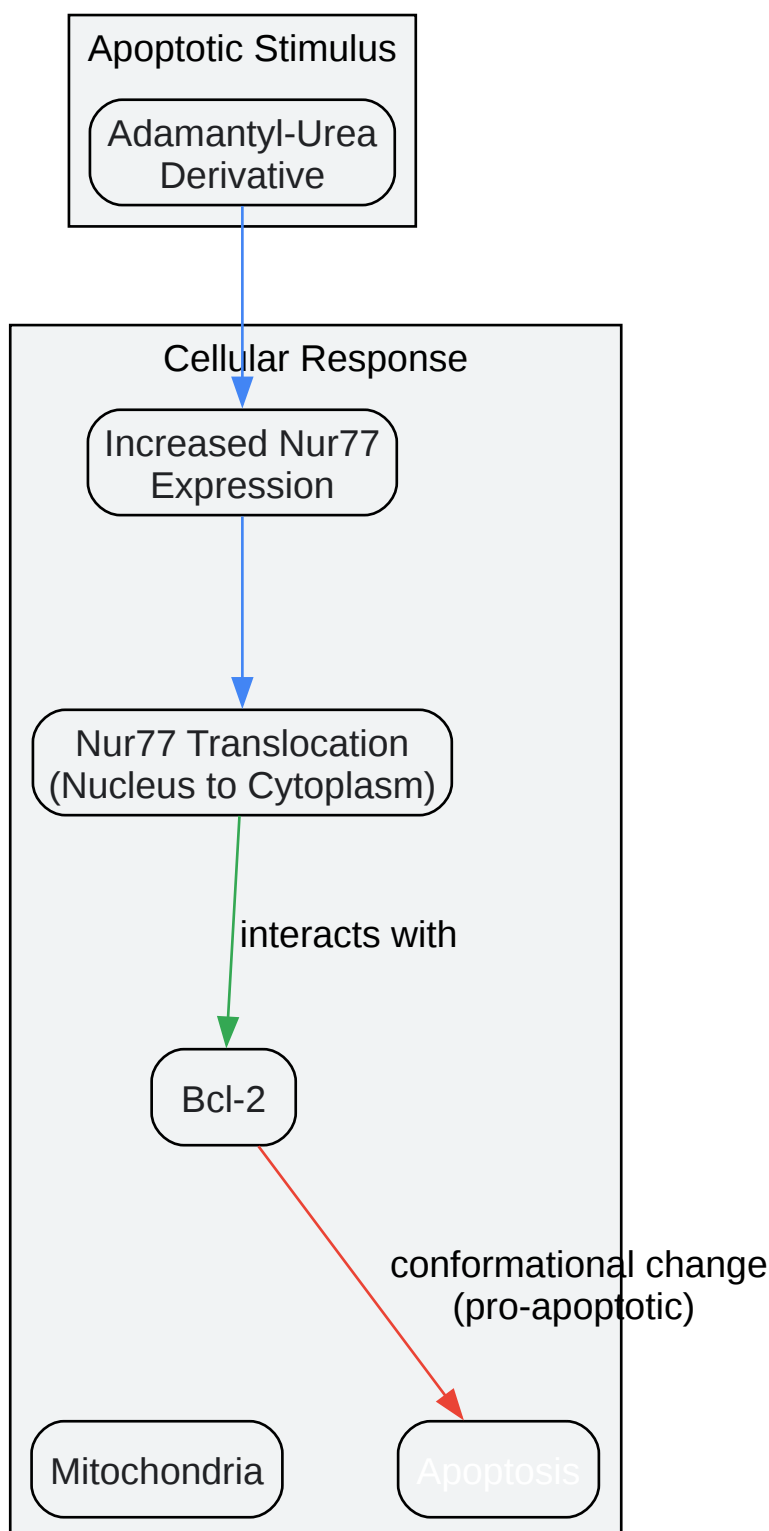 Apoptotic Stimulus
Adamantyl-Urea
Derivative
Cellular Response
Increased Nur77
Expression
Nur77 Translocation
(Nucleus to Cytoplasm)
interacts with
Bcl-2
conformational change
(pro-apoptotic)
Mitochondria
Apoptosis